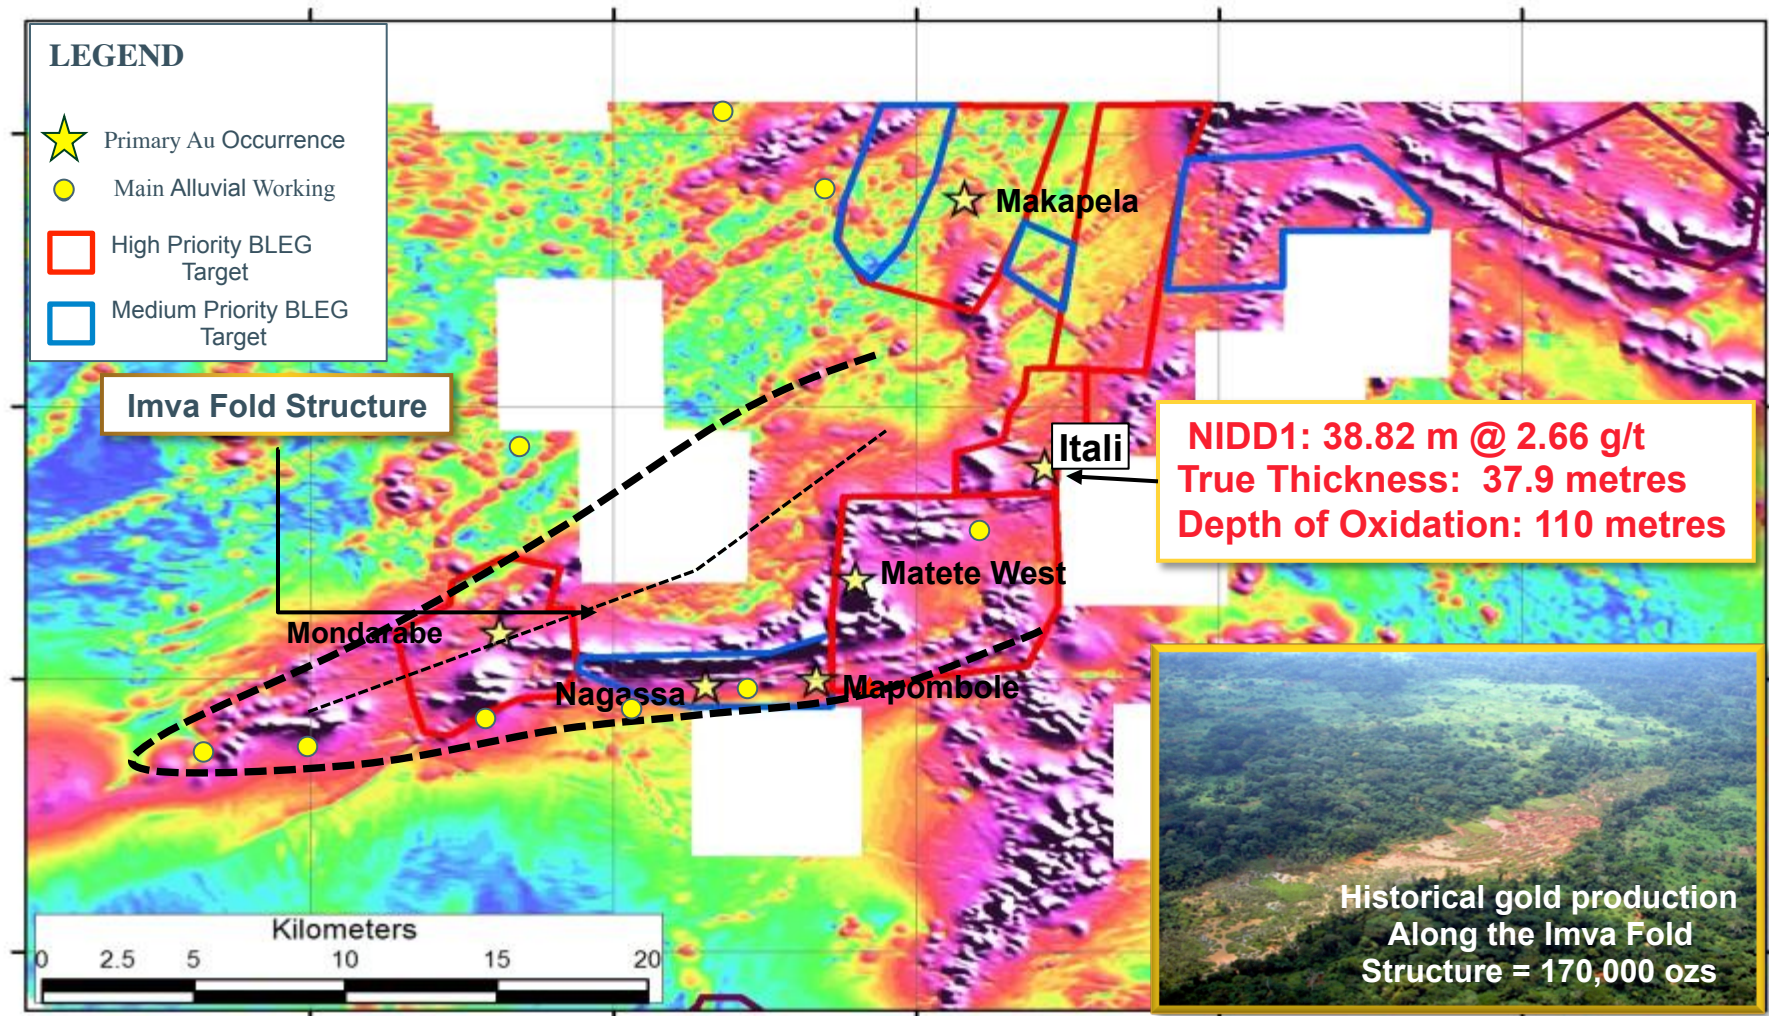 LEGEND
Primary Au Occurrence
Main Alluvial Working
High Priority BLEG
Target
Medium Priority BLEG
Target
Makapela
Imva Fold Structure
Itali
NIDD1: 38.82 m @ 2.66 g/t
True Thickness: 37.9 metres
Depth of Oxidation: 110 metres
Matete West
Mondarabe
Nagassa
Mapombole
Kilometers
0 2.5 5 10 15 20
Historical gold production
Along the Imva Fold
Structure = 170,000 ozs